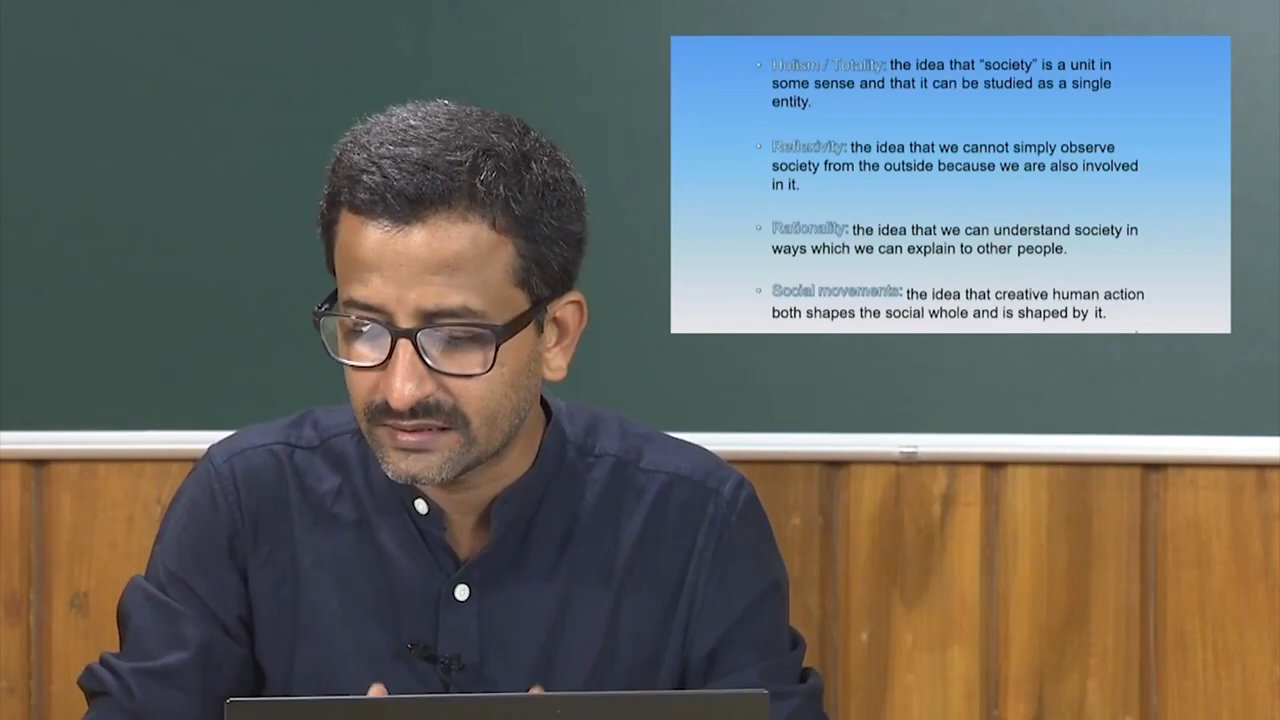 • Holism / Totality: the idea that “society” is a unit in
some sense and that it can be studied as a single
entity.
• Reflexivity: the idea that we cannot simply observe
society from the outside because we are also involved
in it.
• Rationality: the idea that we can understand society in
ways which we can explain to other people.
• Social movements: the idea that creative human action
both shapes the social whole and is shaped by it.